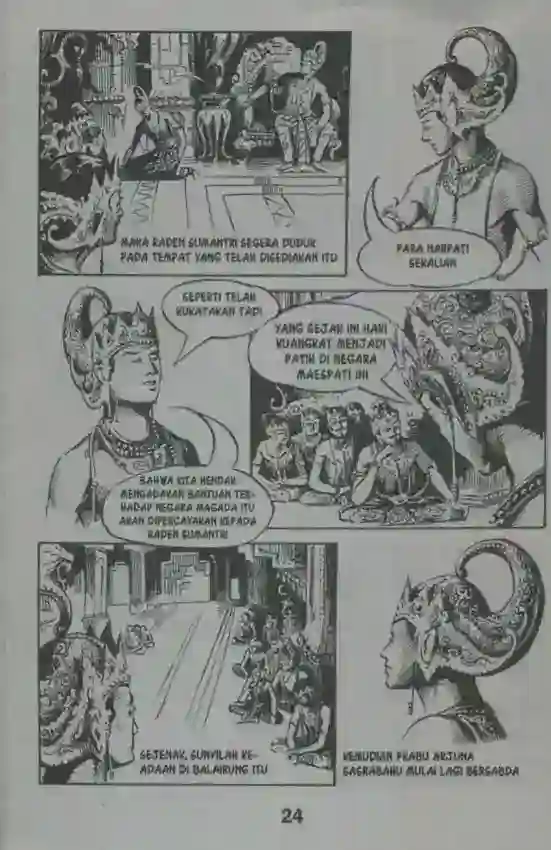 MAKA RADEN SUMANTRI SEGERA DUDUK
PADA TEMPAT YANG TELAH DISEDIAKAN ITU
PARA NARPATI
SEKALIAN
SEPERTI TELAH
KUKATAKAN TADI
BAHWA KITA HENDAK
MENGADAKAN BANTUAN TER-
HADAP NEGARA MAGADA ITU
AKAN DIPERCAYAKAN KEPADA
RADEN SUMANTRI
YANG SEJAK INI HARI
KUANGKAT MENJADI
PATIH DI NEGARA
MAESPATI INI
SEJENAK, SUNYILAH KE-
ADAAN DI BALAIRUNG ITU
KEMUDIAN PRABU ARJUNA
SASRABAHU MULAI LAGI BERSABDA
24